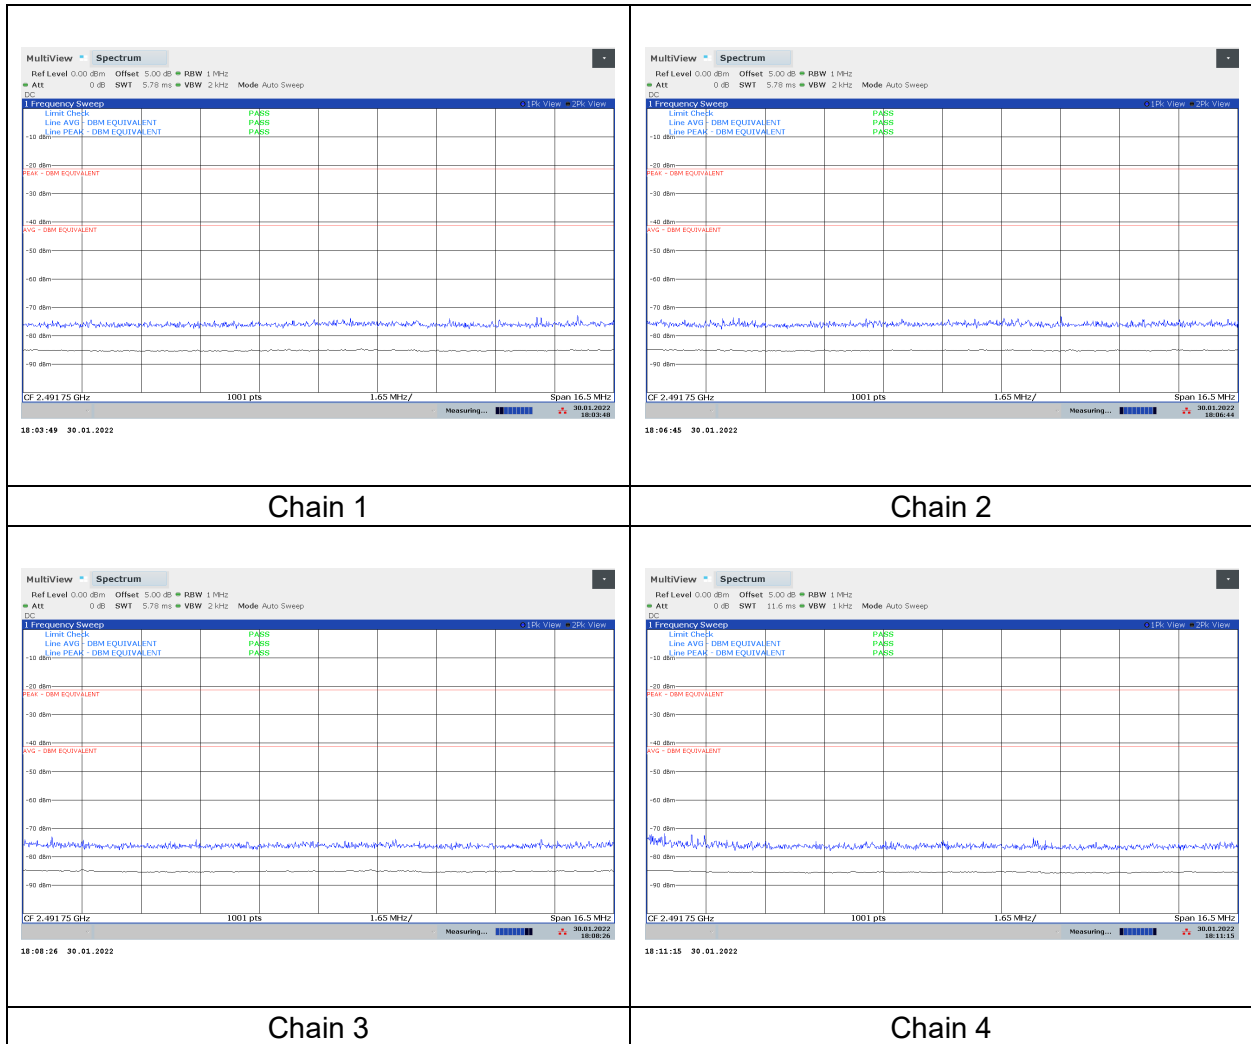 MultiView Spectrum
Ref Level 0.00 dBm Offset 5.00 dB RBW 1 MHz
Att 0 dB SWT 5.78 ms VBW 2 kHz Mode Auto Sweep
DC
1 Frequency Sweep 1Pk View 2Pk View
Limit Check PASS
Line AVG - DBM EQUIVALENT PASS
Line PEAK - DBM EQUIVALENT PASS
-10 dBm
-20 dBm
PEAK - DBM EQUIVALENT
-30 dBm
-40 dBm
AVG - DBM EQUIVALENT
-50 dBm
-60 dBm
-70 dBm
-80 dBm
-90 dBm
CF 2.49175 GHz 1001 pts 1.65 MHz/ Span 16.5 MHz
Measuring... 30.01.2022
18:03:48
18:03:49 30.01.2022
Chain 1
MultiView Spectrum
Ref Level 0.00 dBm Offset 5.00 dB RBW 1 MHz
Att 0 dB SWT 5.78 ms VBW 2 kHz Mode Auto Sweep
DC
1 Frequency Sweep 1Pk View 2Pk View
Limit Check PASS
Line AVG - DBM EQUIVALENT PASS
Line PEAK - DBM EQUIVALENT PASS
-10 dBm
-20 dBm
PEAK - DBM EQUIVALENT
-30 dBm
-40 dBm
AVG - DBM EQUIVALENT
-50 dBm
-60 dBm
-70 dBm
-80 dBm
-90 dBm
CF 2.49175 GHz 1001 pts 1.65 MHz/ Span 16.5 MHz
Measuring... 30.01.2022
18:06:44
18:06:45 30.01.2022
Chain 2
MultiView Spectrum
Ref Level 0.00 dBm Offset 5.00 dB RBW 1 MHz
Att 0 dB SWT 5.78 ms VBW 2 kHz Mode Auto Sweep
DC
1 Frequency Sweep 1Pk View 2Pk View
Limit Check PASS
Line AVG - DBM EQUIVALENT PASS
Line PEAK - DBM EQUIVALENT PASS
-10 dBm
-20 dBm
PEAK - DBM EQUIVALENT
-30 dBm
-40 dBm
AVG - DBM EQUIVALENT
-50 dBm
-60 dBm
-70 dBm
-80 dBm
-90 dBm
CF 2.49175 GHz 1001 pts 1.65 MHz/ Span 16.5 MHz
Measuring... 30.01.2022
18:08:26
18:08:26 30.01.2022
Chain 3
MultiView Spectrum
Ref Level 0.00 dBm Offset 5.00 dB RBW 1 MHz
Att 0 dB SWT 11.6 ms VBW 1 kHz Mode Auto Sweep
DC
1 Frequency Sweep 1Pk View 2Pk View
Limit Check PASS
Line AVG - DBM EQUIVALENT PASS
Line PEAK - DBM EQUIVALENT PASS
-10 dBm
-20 dBm
PEAK - DBM EQUIVALENT
-30 dBm
-40 dBm
AVG - DBM EQUIVALENT
-50 dBm
-60 dBm
-70 dBm
-80 dBm
-90 dBm
CF 2.49175 GHz 1001 pts 1.65 MHz/ Span 16.5 MHz
Measuring... 30.01.2022
18:11:15
18:11:15 30.01.2022
Chain 4